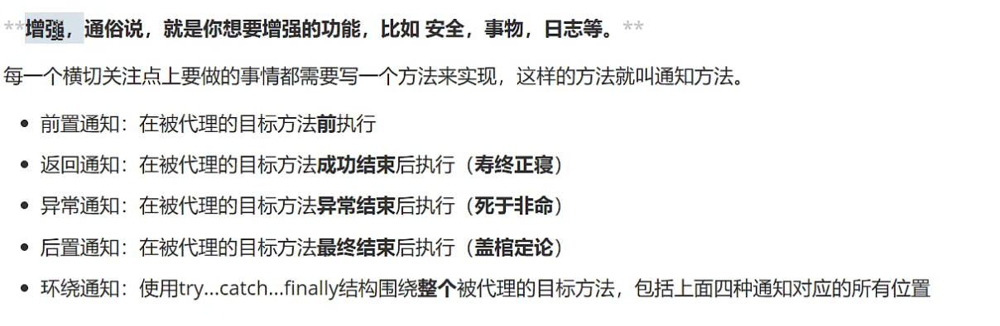 **增强，通俗说，就是你想要增强的功能，比如 安全，事物，日志等。**
每一个横切关注点上要做的事情都需要写一个方法来实现，这样的方法就叫通知方法。
• 前置通知：在被代理的目标方法前执行
• 返回通知：在被代理的目标方法成功结束后执行（寿终正寝）
• 异常通知：在被代理的目标方法异常结束后执行（死于非命）
• 后置通知：在被代理的目标方法最终结束后执行（盖棺定论）
• 环绕通知：使用try...catch...finally结构围绕整个被代理的目标方法，包括上面四种通知对应的所有位置